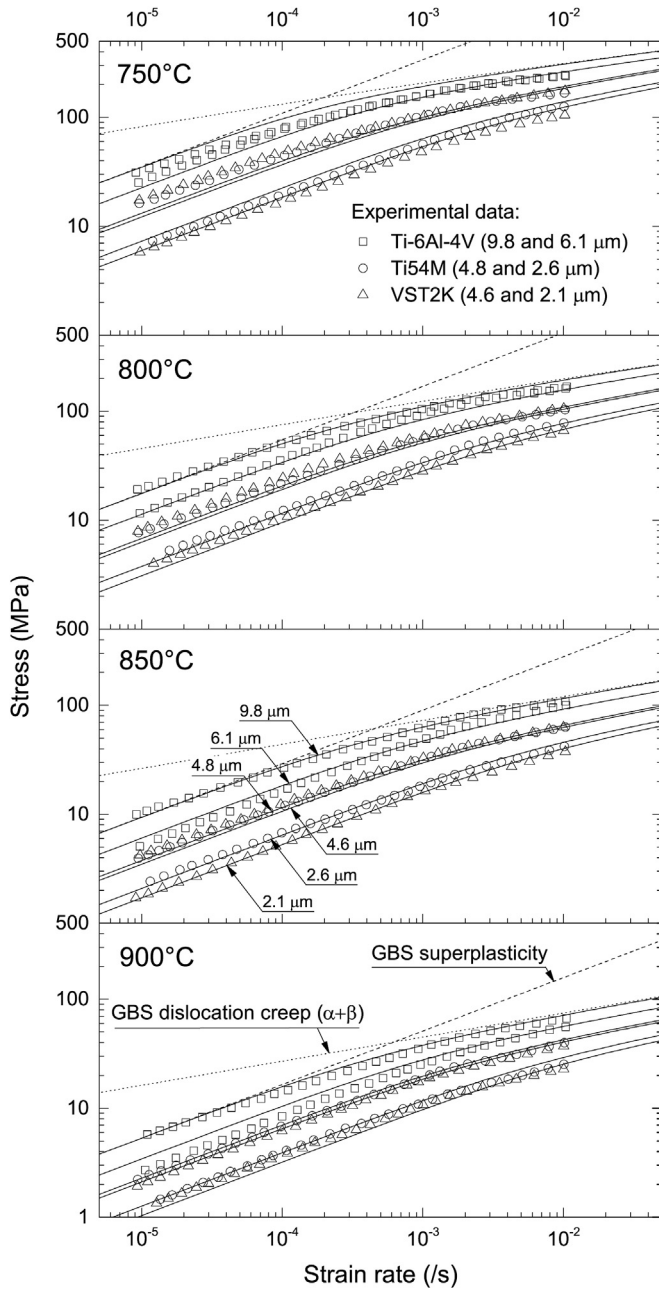 10⁻⁵ 10⁻⁴ 10⁻³ 10⁻²
500
750°C
100
Experimental data:
□ Ti-6Al-4V (9.8 and 6.1 μm)
○ Ti54M (4.8 and 2.6 μm)
△ VST2K (4.6 and 2.1 μm)
10
500
800°C
100
10
Stress (MPa)
500
850°C
100
9.8 μm
6.1 μm
4.8 μm
10
4.6 μm
2.6 μm
2.1 μm
500
900°C
GBS superplasticity
GBS dislocation creep (α+β)
100
10
1
10⁻⁵ 10⁻⁴ 10⁻³ 10⁻²
Strain rate (/s)